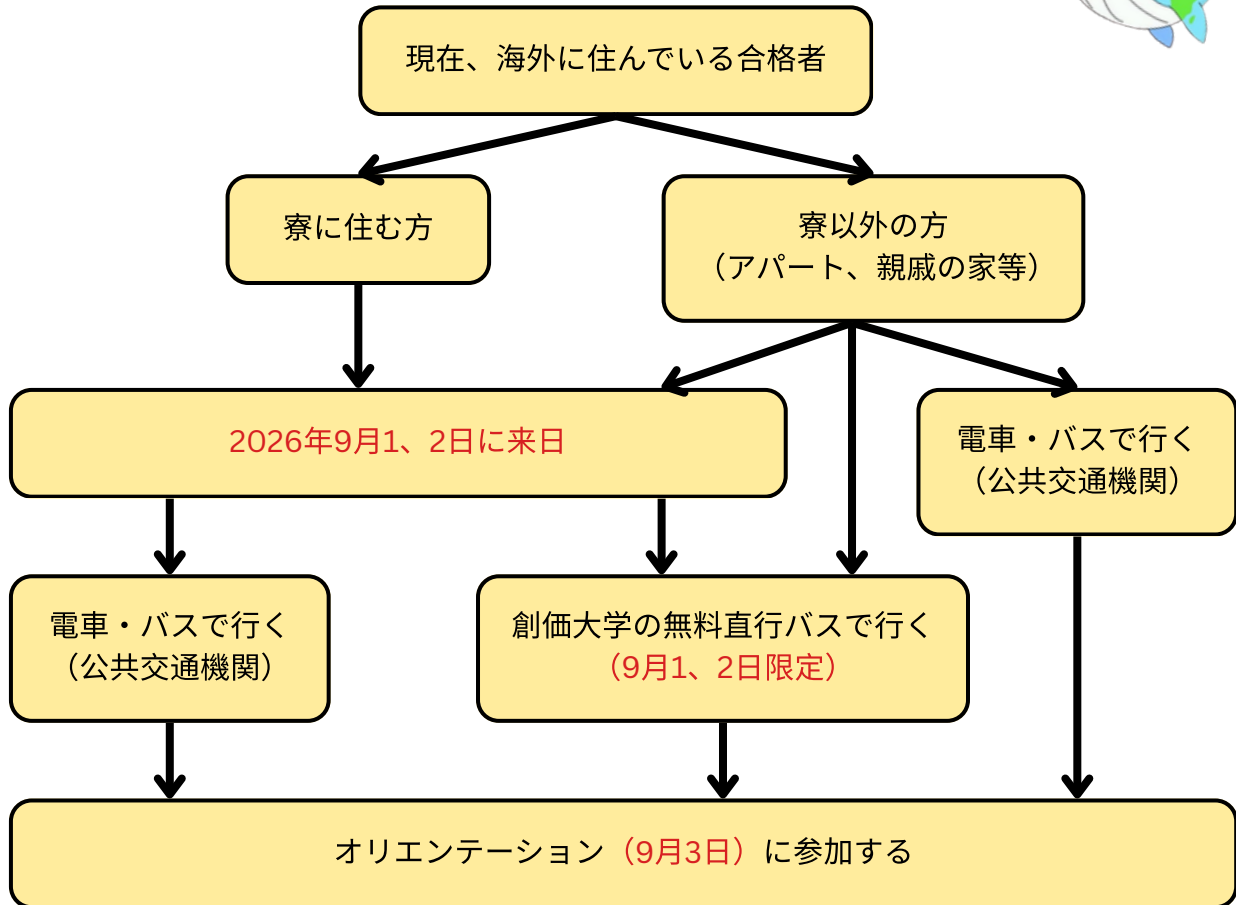 現在、海外に住んでいる合格者
寮に住む方
寮以外の方
（アパート、親戚の家等）
2026年9月1、2日に来日
電車・バスで行く
（公共交通機関）
電車・バスで行く
（公共交通機関）
創価大学の無料直行バスで行く
（9月1、2日限定）
オリエンテーション（9月3日）に参加する